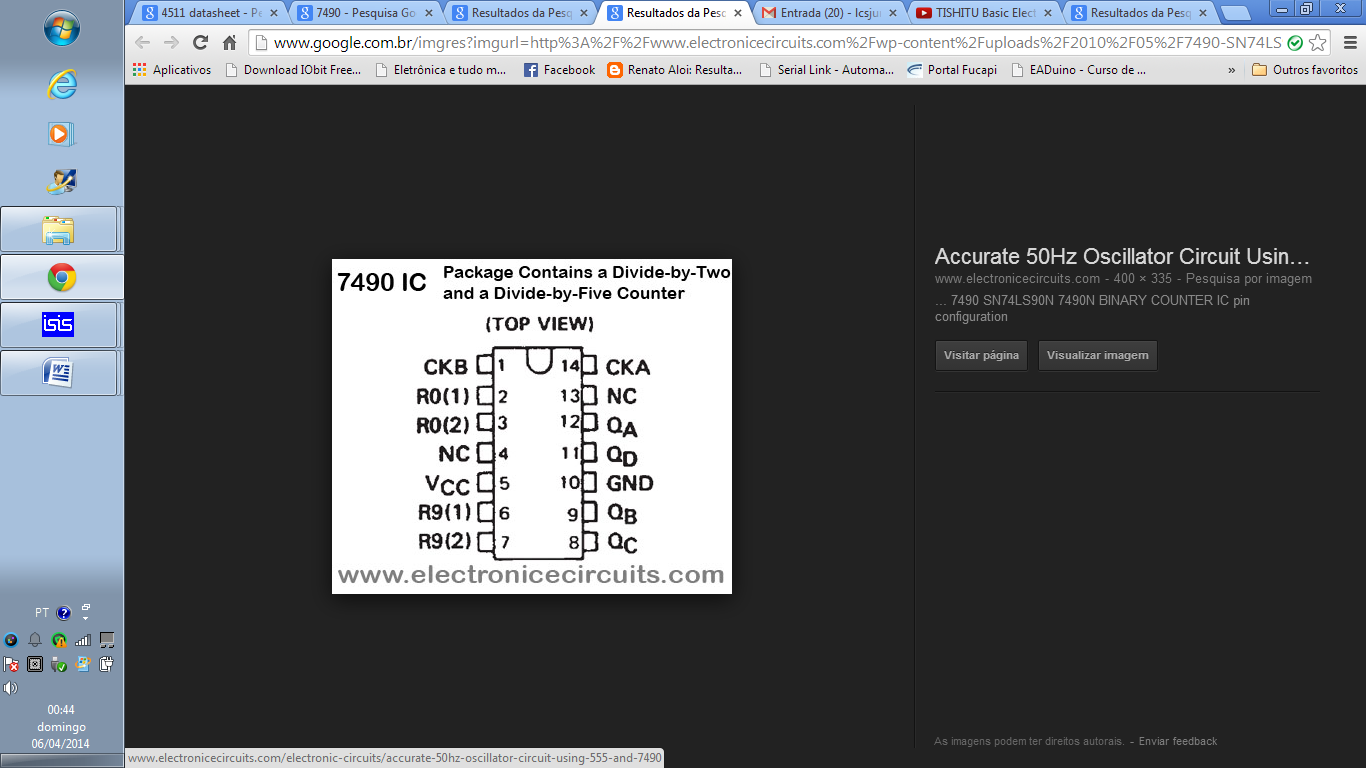 4511 datasheet - Pe
7490 - Pesquisa Go
Resultados da Pesq
Resultados da Pesq
Entrada (20) - lcsjun
TISHITU Basic Elect
Resultados da Pesq
www.google.com.br/imgres?imgurl=http%3A%2F%2Fwww.electronicecircuits.com%2Fwp-content%2Fuploads%2F2010%2F05%2F7490-SN74LS
Aplicativos
Download IObit Free...
Eletrônica e tudo m...
Facebook
Renato Aloi: Resulta...
Serial Link - Automa...
Portal Fucapi
EADuino - Curso de ...
»
Outros favoritos
isis
PT
00:44
domingo
06/04/2014
7490 IC
Package Contains a Divide-by-Two
and a Divide-by-Five Counter
(TOP VIEW)
CKB 1 14 CKA
R0(1) 2 13 NC
R0(2) 3 12 QA
NC 4 11 QD
VCC 5 10 GND
R9(1) 6 9 QB
R9(2) 7 8 QC
www.electronicecircuits.com
Accurate 50Hz Oscillator Circuit Usin...
www.electronicecircuits.com - 400 × 335 - Pesquisa por imagem
... 7490 SN74LS90N 7490N BINARY COUNTER IC pin
configuration
Visitar página
Visualizar imagem
As imagens podem ter direitos autorais. - Enviar feedback
www.electronicecircuits.com/electronic-circuits/accurate-50hz-oscillator-circuit-using-555-and-7490